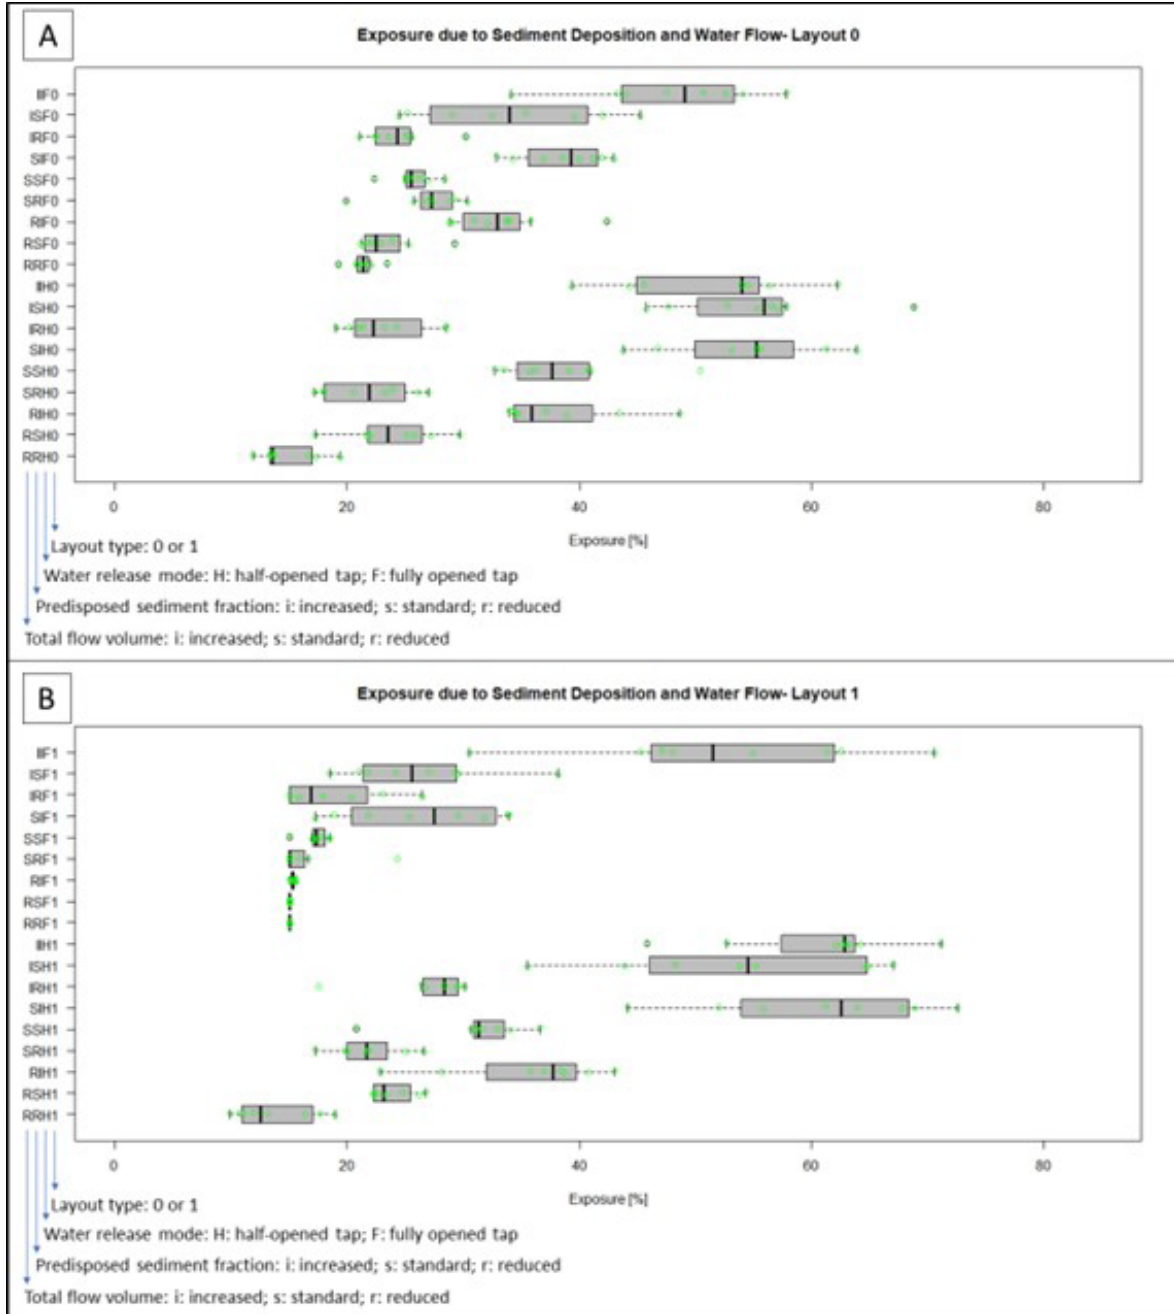 A
Exposure due to Sediment Deposition and Water Flow- Layout 0
IIF0
ISF0
IRF0
SIF0
SSF0
SRF0
RIF0
RSF0
RRF0
IIH0
ISH0
IRH0
SIH0
SSH0
SRH0
RIH0
RSH0
RRH0
0 20 40 60 80
Exposure [%]
Layout type: 0 or 1
Water release mode: H: half-opened tap; F: fully opened tap
Predisposed sediment fraction: i: increased; s: standard; r: reduced
Total flow volume: i: increased; s: standard; r: reduced
B
Exposure due to Sediment Deposition and Water Flow- Layout 1
IIF1
ISF1
IRF1
SIF1
SSF1
SRF1
RIF1
RSF1
RRF1
IIH1
ISH1
IRH1
SIH1
SSH1
SRH1
RIH1
RSH1
RRH1
0 20 40 60 80
Exposure [%]
Layout type: 0 or 1
Water release mode: H: half-opened tap; F: fully opened tap
Predisposed sediment fraction: i: increased; s: standard; r: reduced
Total flow volume: i: increased; s: standard; r: reduced